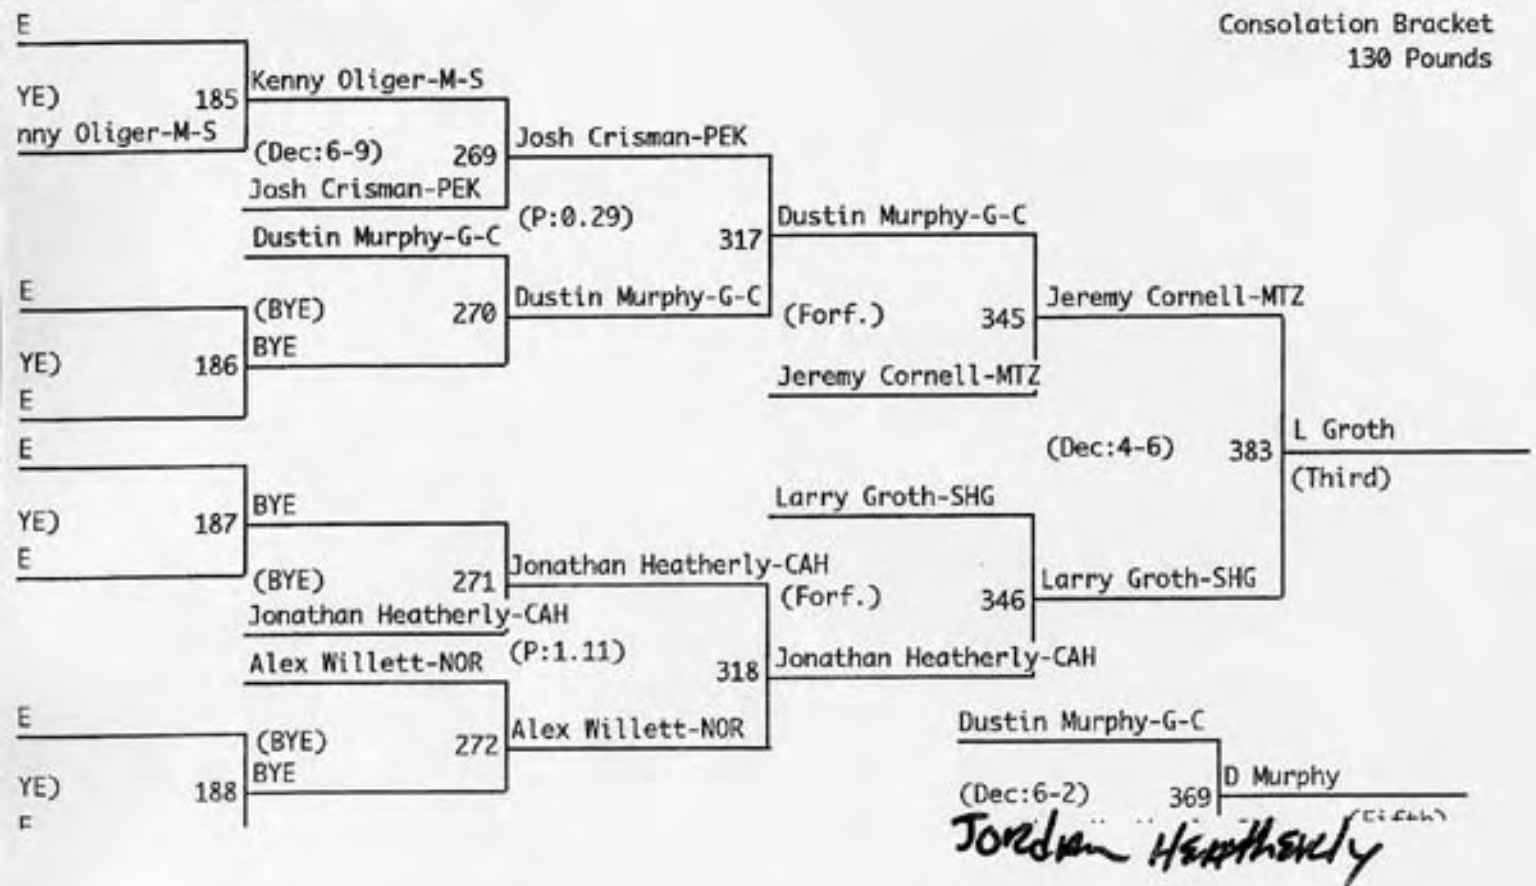 Consolation Bracket
130 Pounds
E
YE) 185
nny Oliger-M-S
Kenny Oliger-M-S
(Dec:6-9) 269
Josh Crisman-PEK
Josh Crisman-PEK
(P:0.29) 317
Dustin Murphy-G-C
E
YE) 186
E
(BYE) 270
BYE
Dustin Murphy-G-C
Dustin Murphy-G-C
(Forf.) 345
Jeremy Cornell-MTZ
Jeremy Cornell-MTZ
E
YE) 187
E
BYE
(BYE) 271
Jonathan Heatherly-CAH
Jonathan Heatherly-CAH
(P:1.11) 318
Alex Willett-NOR
E
YE) 188
(BYE) 272
BYE
Alex Willett-NOR
Larry Groth-SHG
(Forf.) 346
Jonathan Heatherly-CAH
Larry Groth-SHG
(Dec:4-6) 383
L Groth
(Third)
Dustin Murphy-G-C
(Dec:6-2) 369
D Murphy
(Fifth)
Jordan Heatherly